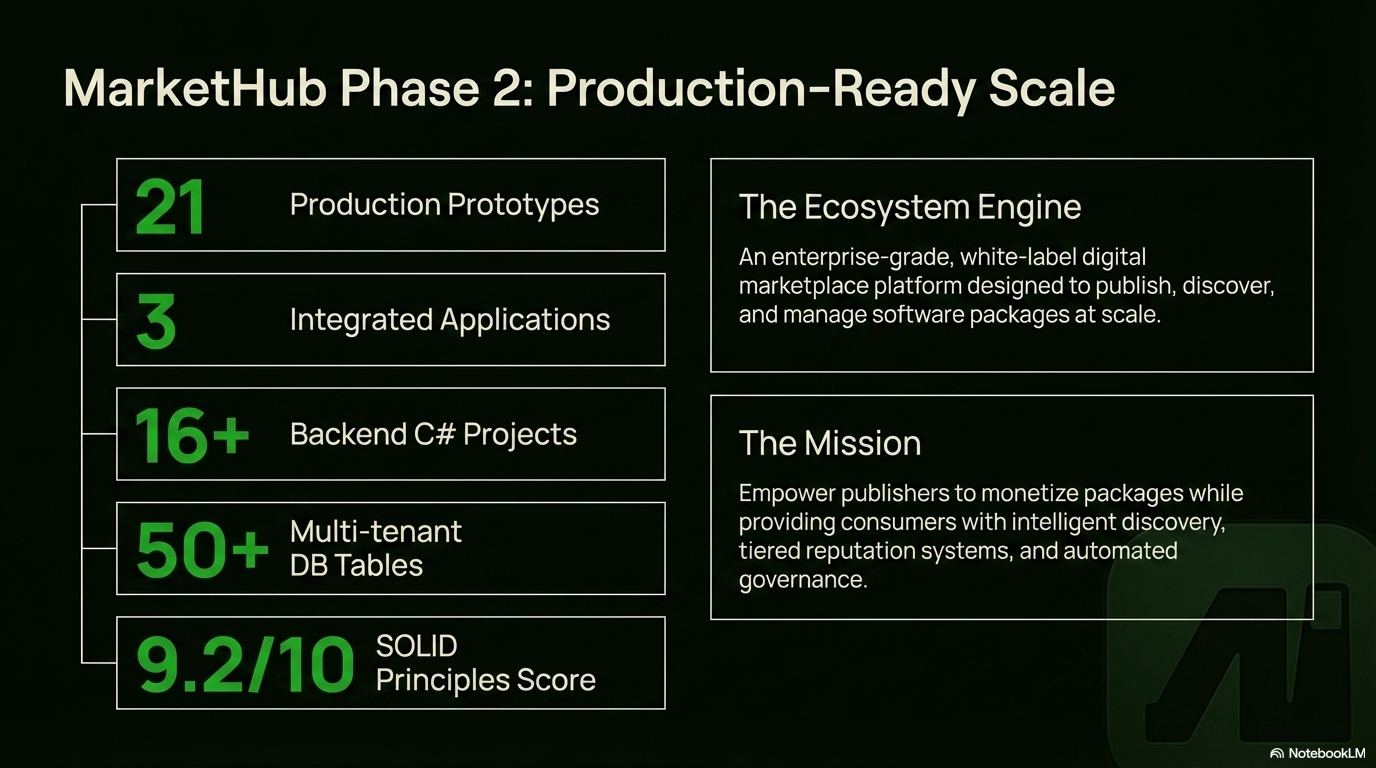 MarketHub Phase 2: Production-Ready Scale
21
Production Prototypes
3
Integrated Applications
16+
Backend C# Projects
50+
Multi-tenant
DB Tables
9.2/10
SOLID
Principles Score
The Ecosystem Engine
An enterprise-grade, white-label digital
marketplace platform designed to publish, discover,
and manage software packages at scale.
The Mission
Empower publishers to monetize packages while
providing consumers with intelligent discovery,
tiered reputation systems, and automated
governance.
NotebookLM